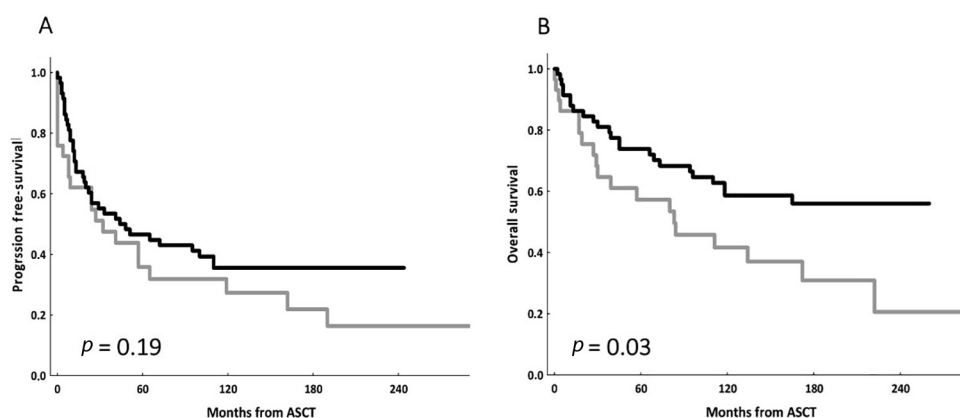 A
B
1.0
0.8
0.6
0.4
0.2
0.0
Progrssion free-survival
p = 0.19
0
60
120
180
240
Months from ASCT
1.0
0.8
0.6
0.4
0.2
0.0
Overall survival
p = 0.03
0
60
120
180
240
Months from ASCT